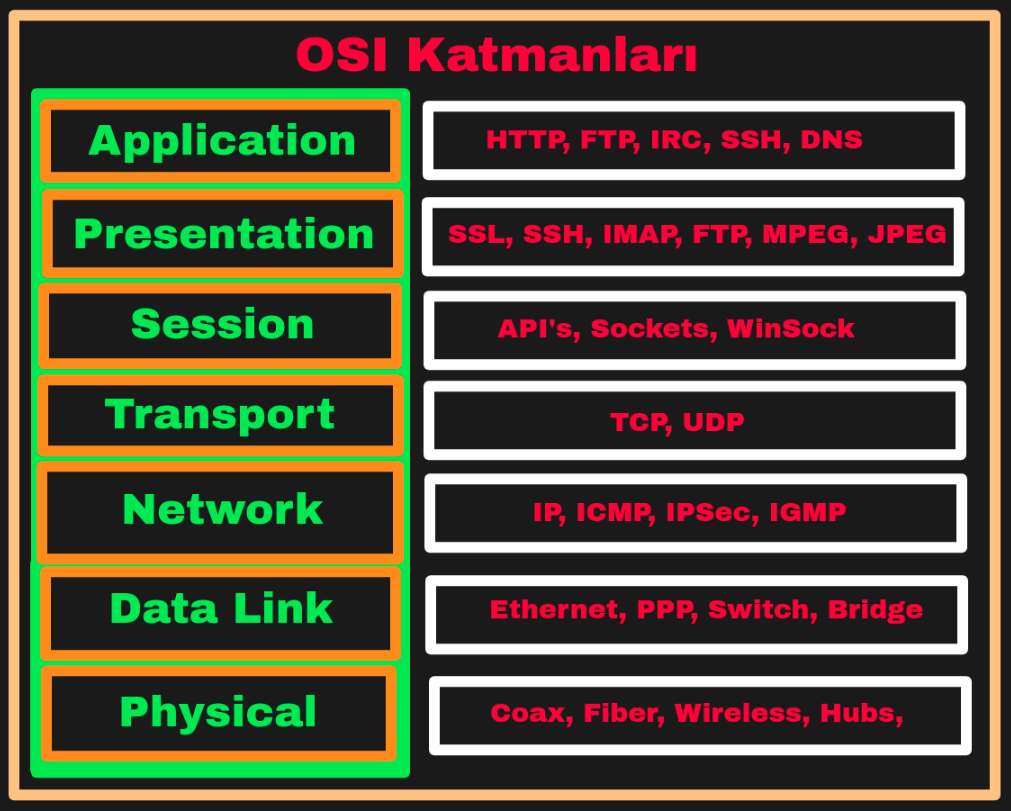 OSI Katmanları
Application
HTTP, FTP, IRC, SSH, DNS
Presentation
SSL, SSH, IMAP, FTP, MPEG, JPEG
Session
API's, Sockets, WinSock
Transport
TCP, UDP
Network
IP, ICMP, IPSec, IGMP
Data Link
Ethernet, PPP, Switch, Bridge
Physical
Coax, Fiber, Wireless, Hubs,